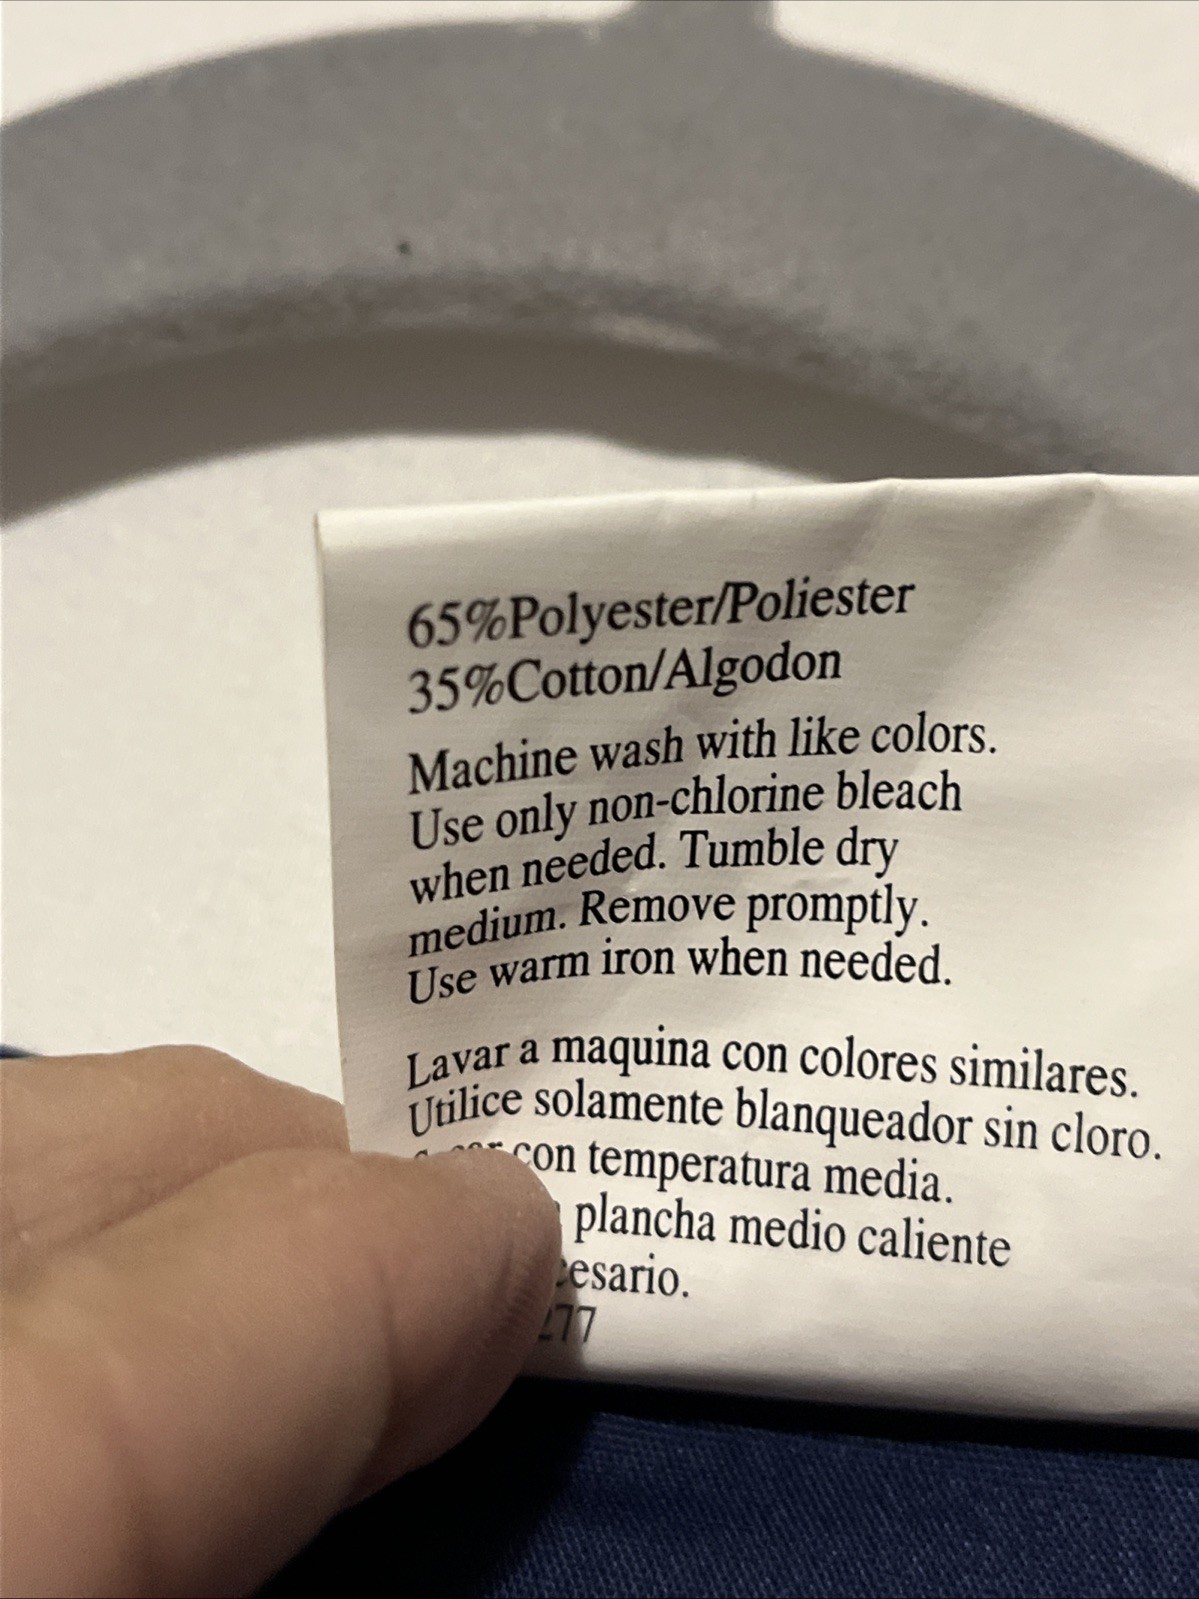 65%Polyester/Poliester
35%Cotton/Algodon
Machine wash with like colors.
Use only non-chlorine bleach
when needed. Tumble dry
medium. Remove promptly.
Use warm iron when needed.
Lavar a maquina con colores similares.
Utilice solamente blanqueador sin cloro.
con temperatura media.
plancha medio caliente